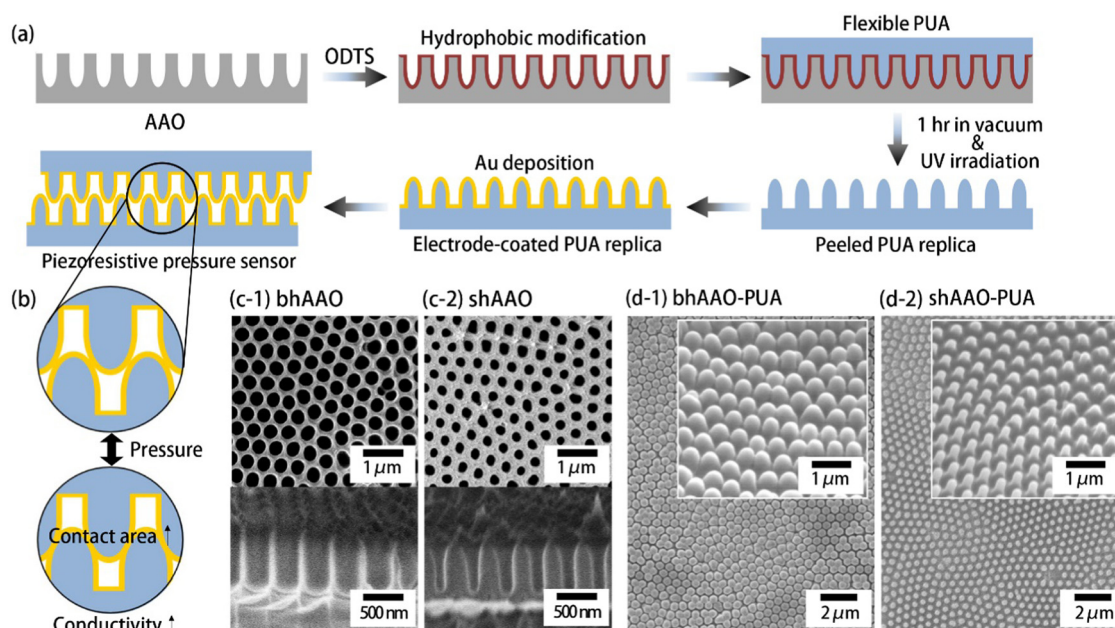 (a)
ODTS
Hydrophobic modification
Flexible PUA
AAO
1 hr in vacuum
&
UV irradiation
Au deposition
Piezoresistive pressure sensor
Electrode-coated PUA replica
Peeled PUA replica
(b)
Pressure
Contact area ↑
Conductivity ↑
(c-1) bhAAO
1 μm
500 nm
(c-2) shAAO
1 μm
500 nm
(d-1) bhAAO-PUA
1 μm
2 μm
(d-2) shAAO-PUA
1 μm
2 μm